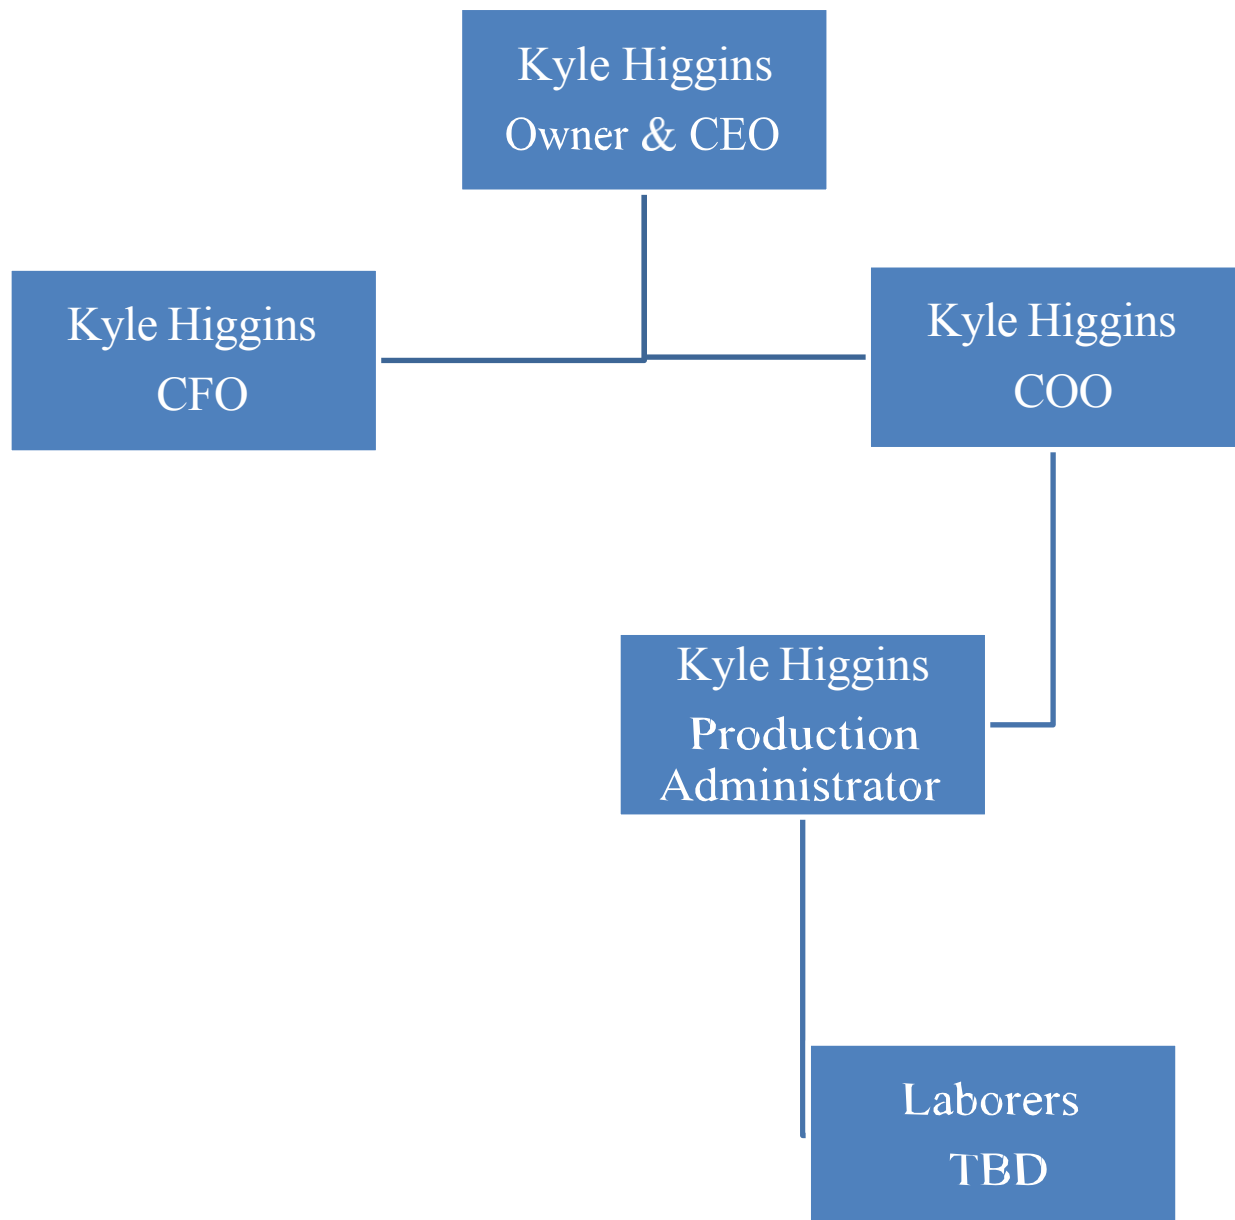 Kyle Higgins
Owner & CEO
Kyle Higgins
CFO
Kyle Higgins
COO
Kyle Higgins
Production
Administrator
Laborers
TBD